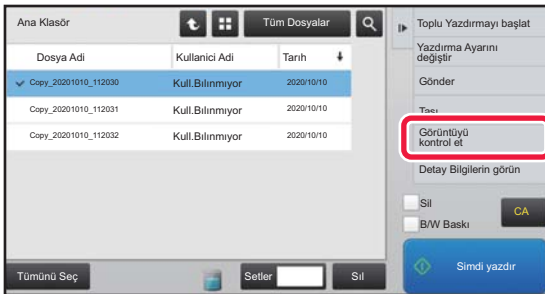 Ana Klasör
Tüm Dosyalar
Toplu Yazdırmayı başlat
Dosya Adi
Kullanici Adi
Tarıh
Yazdırma Ayarını
değiştir
Copy_20201010_112030
Kull.Bılınmıyor
2020/10/10
Gönder
Copy_20201010_112031
Kull.Bılınmıyor
2020/10/10
Taşı
Copy_20201010_112032
Kull.Bılınmıyor
2020/10/10
Görüntüyü
kontrol et
Detay Bilgilerin görün
Sil
CA
B/W Baskı
Tümünü Seç
Setler
Sıl
Simdi yazdır